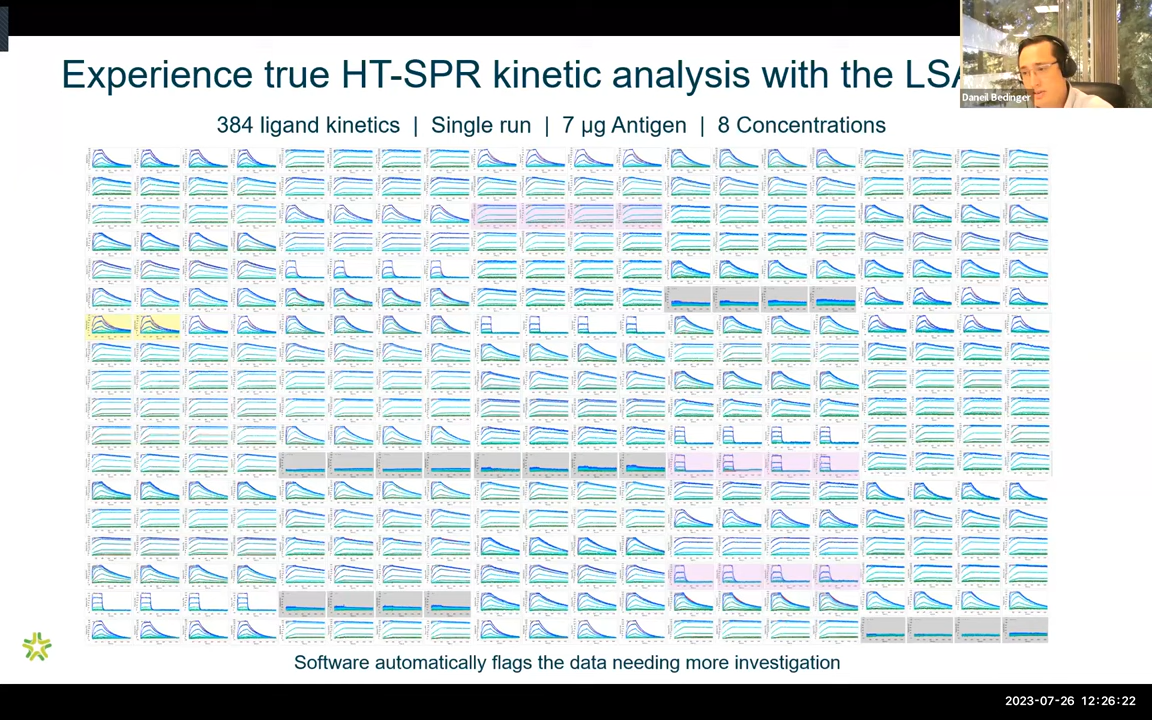 Experience true HT-SPR kinetic analysis with the LSA
384 ligand kinetics | Single run | 7 µg Antigen | 8 Concentrations
Daneil Bedinger
Software automatically flags the data needing more investigation
2023-07-26 12:26:22